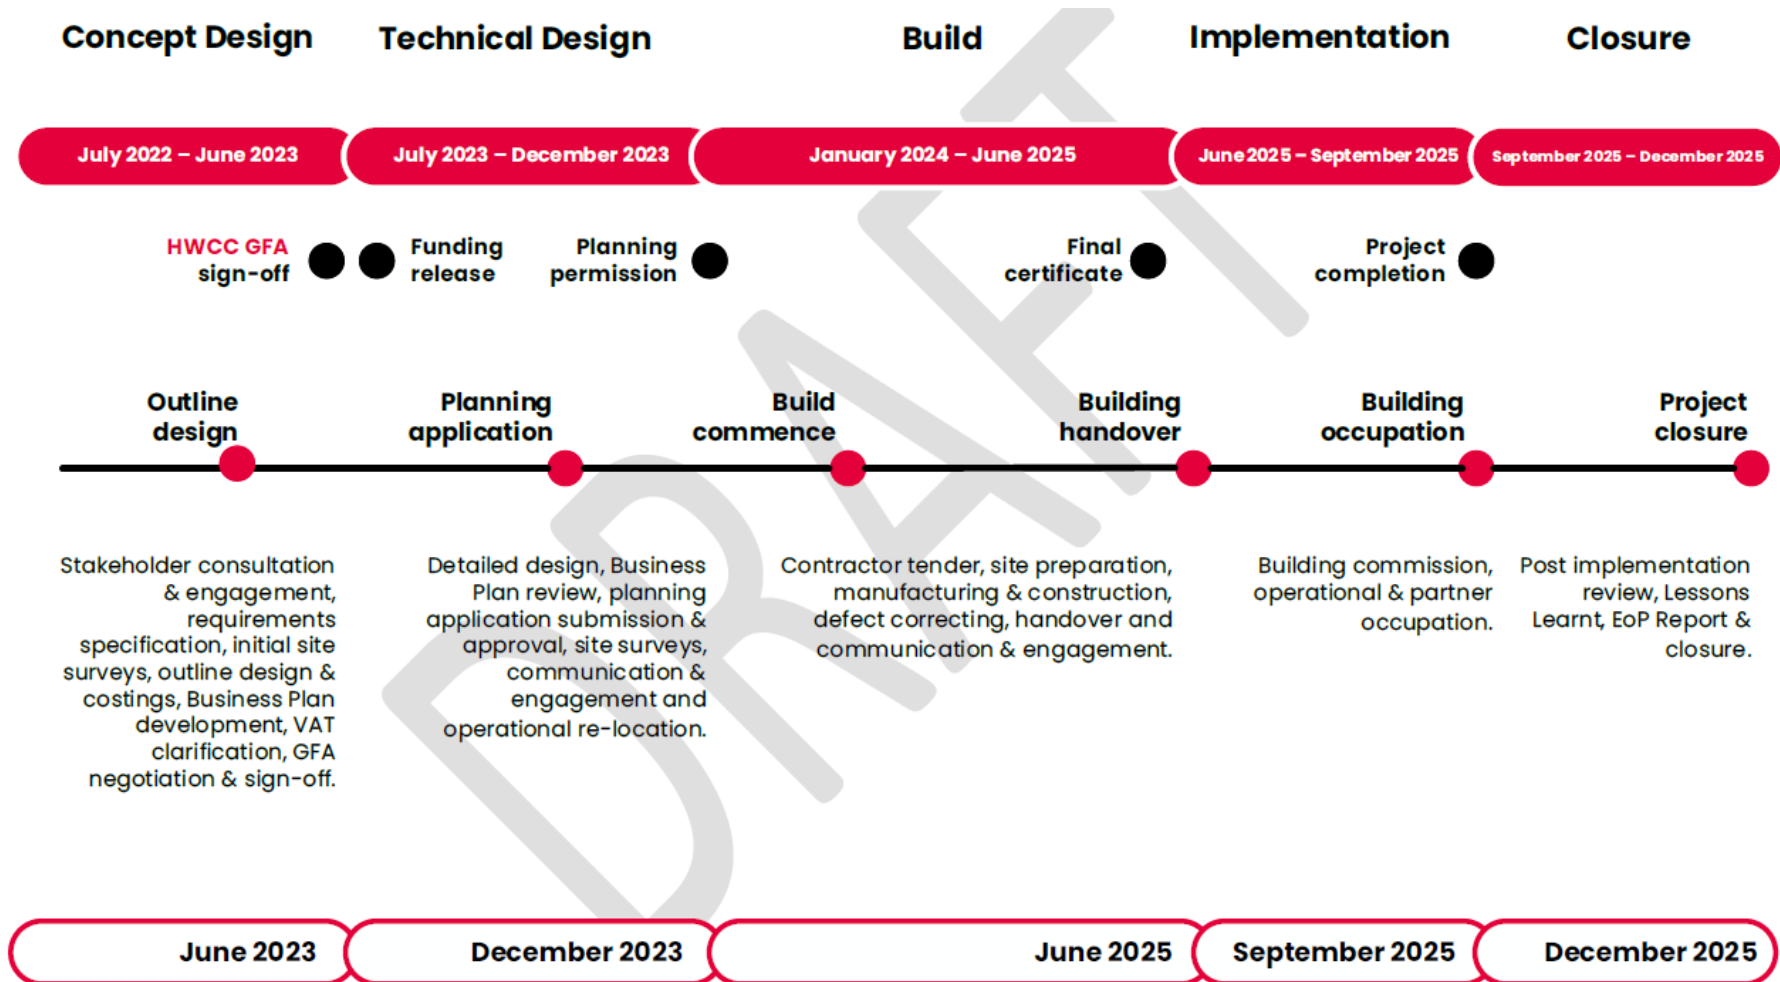 Concept Design
Technical Design
Build
Implementation
Closure
July 2022 – June 2023
July 2023 – December 2023
January 2024 – June 2025
June 2025 – September 2025
September 2025 – December 2025
HWCC GFA
sign-off
Funding
release
Planning
permission
Final
certificate
Project
completion
Outline
design
Planning
application
Build
commence
Building
handover
Building
occupation
Project
closure
Stakeholder consultation
& engagement,
requirements
specification, initial site
surveys, outline design &
costings, Business Plan
development, VAT
clarification, GFA
negotiation & sign-off.
Detailed design, Business
Plan review, planning
application submission &
approval, site surveys,
communication &
engagement and
operational re-location.
Contractor tender, site preparation,
manufacturing & construction,
defect correcting, handover and
communication & engagement.
Building commission,
operational & partner
occupation.
Post implementation
review, Lessons
Learnt, EoP Report &
closure.
June 2023
December 2023
June 2025
September 2025
December 2025
DRAFT